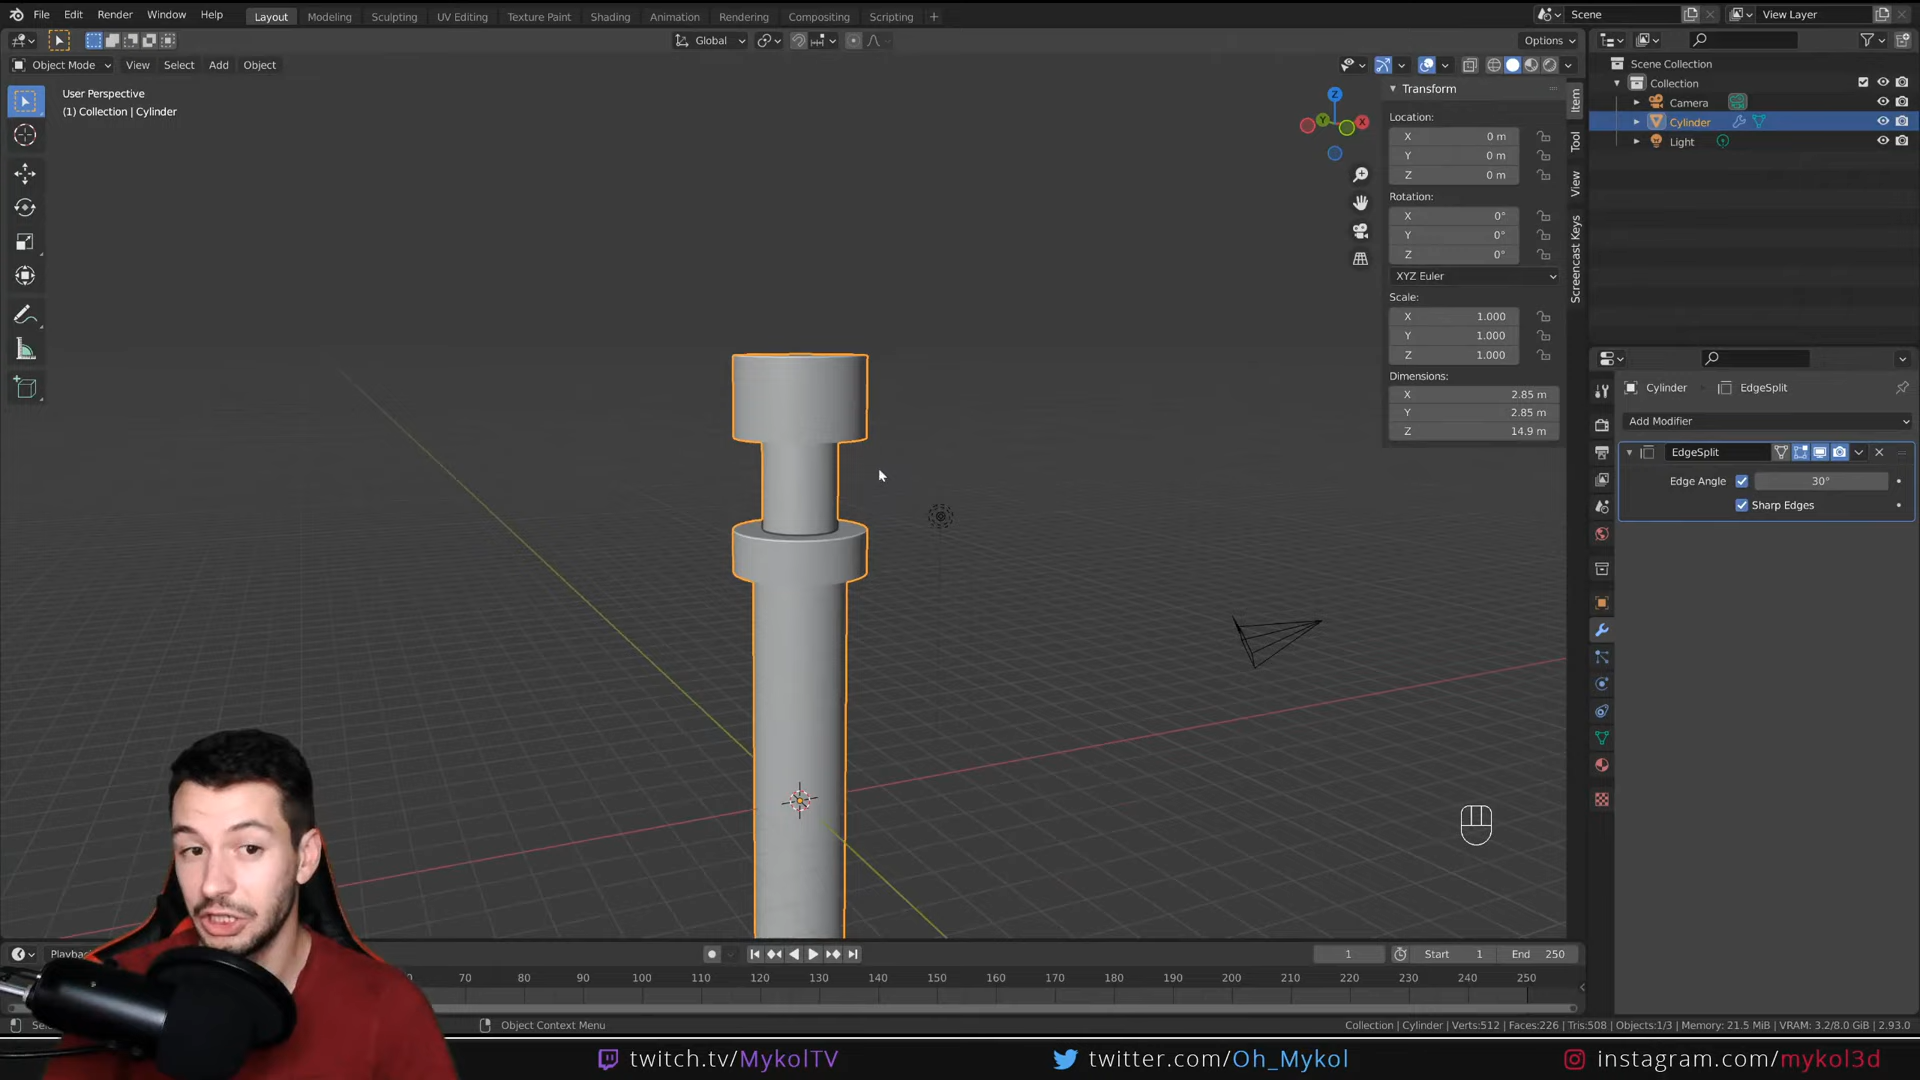 File Edit Render Window Help Layout Modeling Sculpting UV Editing Texture Paint Shading Animation Rendering Compositing Scripting + Scene View Layer
Global Options
Object Mode View Select Add Object
User Perspective
(1) Collection | Cylinder
Z
Y
X
Transform
Location:
X 0 m
Y 0 m
Z 0 m
Rotation:
X 0°
Y 0°
Z 0°
XYZ Euler
Scale:
X 1.000
Y 1.000
Z 1.000
Dimensions:
X 2.85 m
Y 2.85 m
Z 14.9 m
Item
Tool
View
Screencast Keys
Scene Collection
Collection
Camera
Cylinder
Light
Cylinder EdgeSplit
Add Modifier
EdgeSplit
Edge Angle 30°
Sharp Edges
1 Start 1 End 250
70 80 90 100 110 120 130 140 150 160 170 180 190 200 210 220 230 240 250
Object Context Menu
Collection | Cylinder | Verts:512 | Faces:226 | Tris:508 | Objects:1/3 | Memory: 21.5 MiB | VRAM: 3.2/8.0 GiB | 2.93.0
twitch.tv/MykolTV twitter.com/Oh_Mykol instagram.com/mykol3d